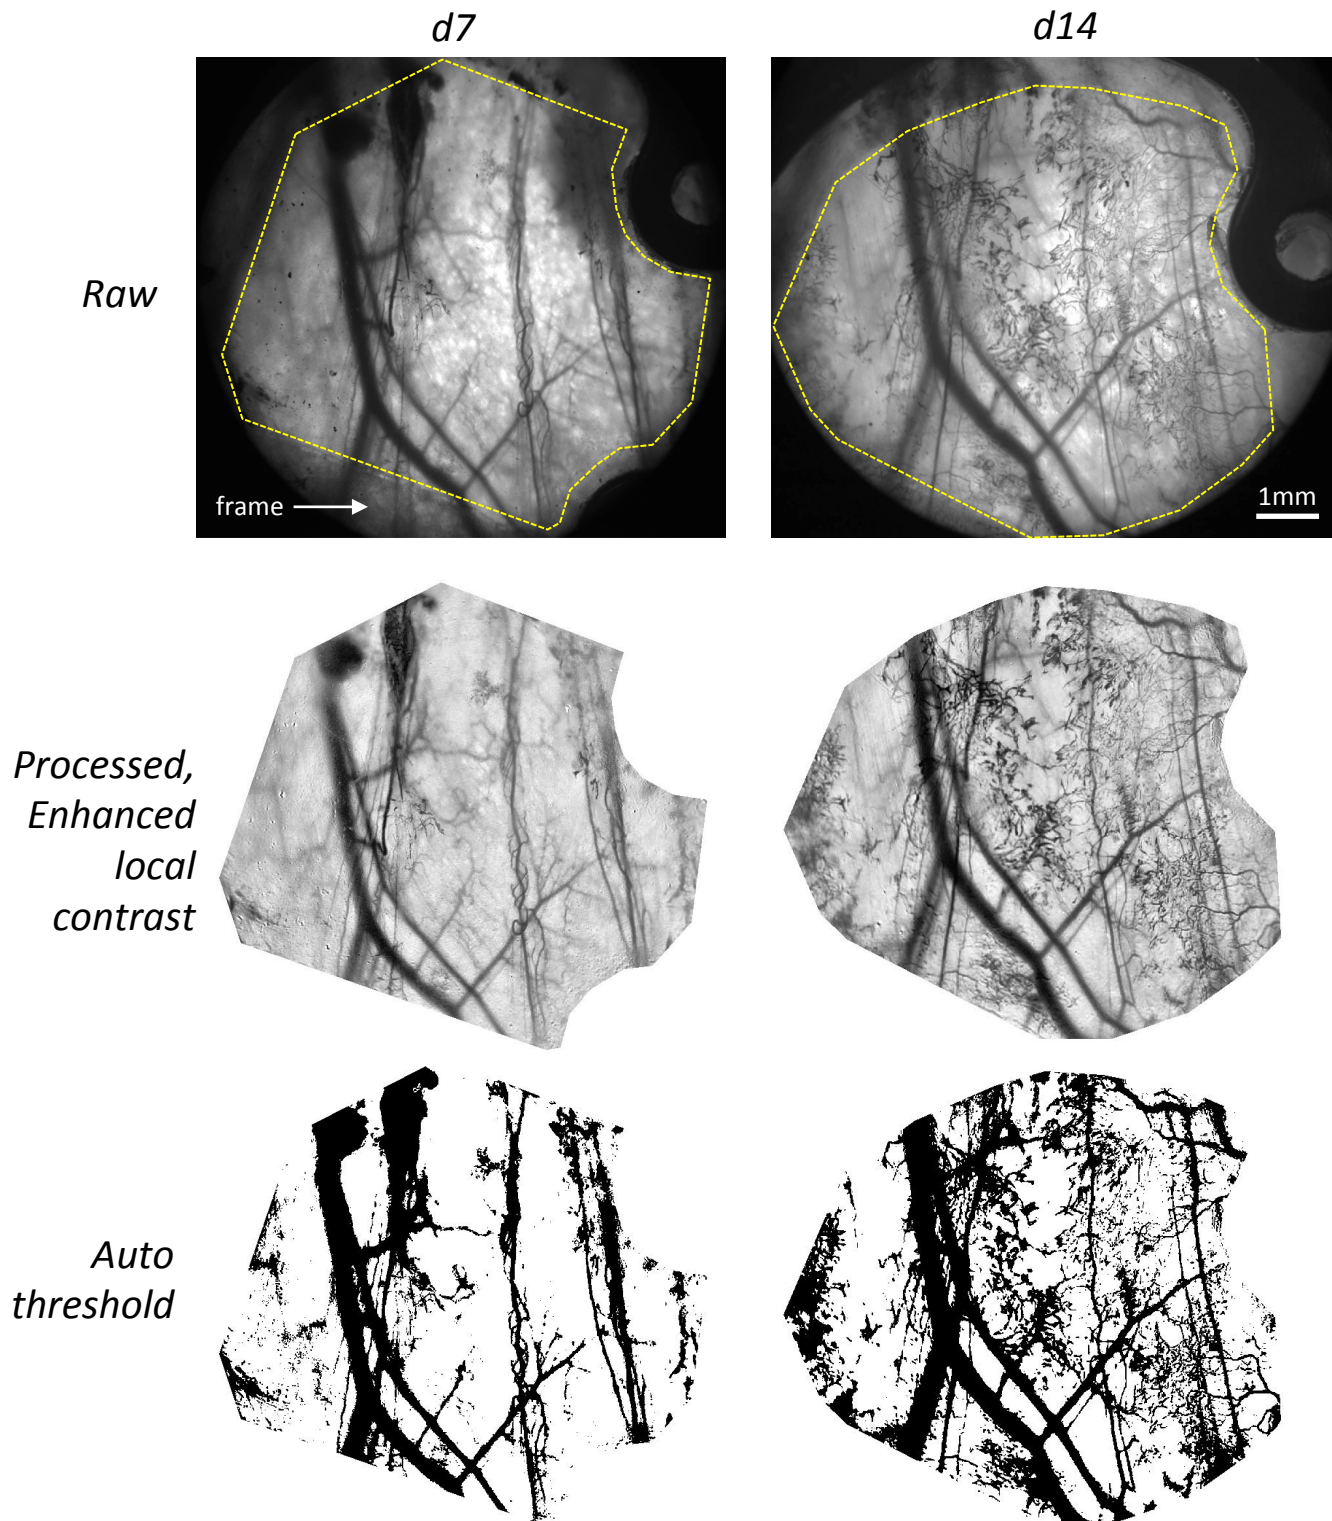 d7
d14
Raw
frame
1mm
Processed,
Enhanced
local
contrast
Auto
threshold